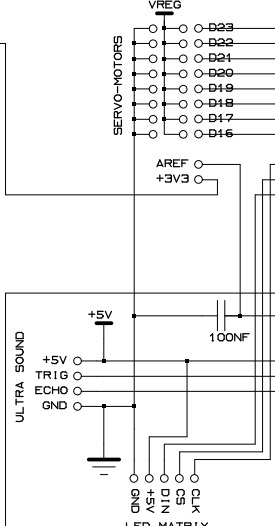 VREG
SERVO-MOTORS
D23
D22
D21
D20
D19
D18
D17
D16
AREF
+3V3
+5V
100NF
ULTRA SOUND
+5V
TRIG
ECHO
GND
GND
+5V
DIN
CS
CLK
LED MATRIX